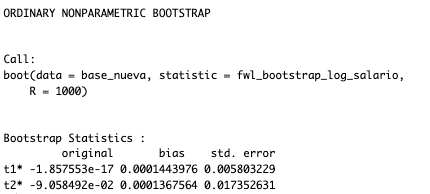 ORDINARY NONPARAMETRIC BOOTSTRAP
Call:
boot(data = base_nueva, statistic = fwl_bootstrap_log_salario,
    R = 1000)
Bootstrap Statistics :
         original       bias    std. error
t1* -1.857553e-17 0.0001443976 0.005803229
t2* -9.058492e-02 0.0001367564 0.017352631